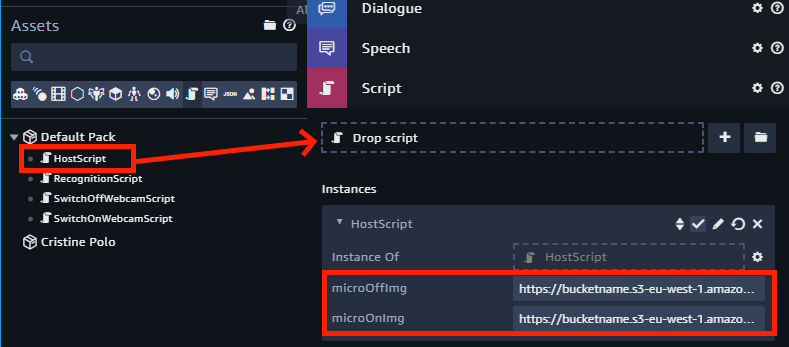 Al
Dialogue
Assets
Speech
Script
JSON
Default Pack
Drop script
HostScript
RecognitionScript
SwitchOffWebcamScript
SwitchOnWebcamScript
Cristine Polo
Instances
HostScript
Instance Of
HostScript
microOffImg
https://bucketname.s3-eu-west-1.amazo...
microOnImg
https://bucketname.s3-eu-west-1.amazo...